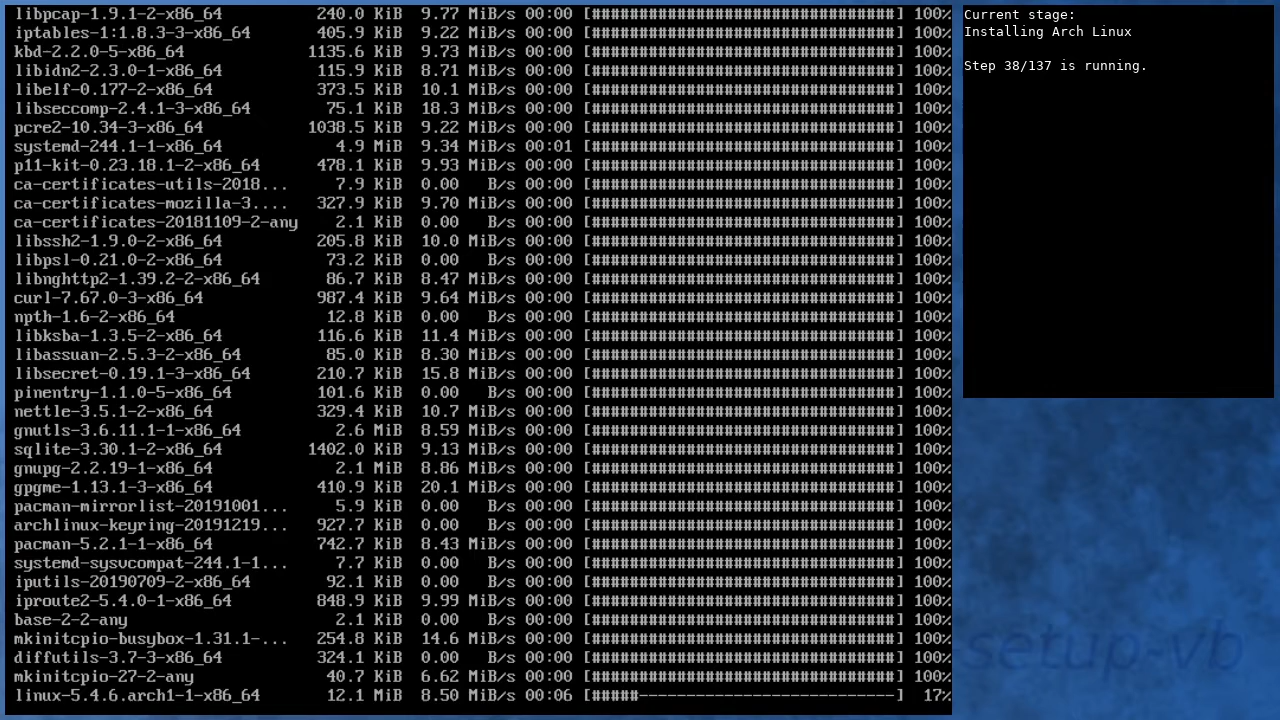 libpcap-1.9.1-2-x86_64 240.0 KiB 9.77 MiB/s 00:00 [################################] 100%
iptables-1:1.8.3-3-x86_64 405.9 KiB 9.22 MiB/s 00:00 [################################] 100%
kbd-2.2.0-5-x86_64 1135.6 KiB 9.73 MiB/s 00:00 [################################] 100%
libidn2-2.3.0-1-x86_64 115.9 KiB 8.71 MiB/s 00:00 [################################] 100%
libelf-0.177-2-x86_64 373.5 KiB 10.1 MiB/s 00:00 [################################] 100%
libseccomp-2.4.1-3-x86_64 75.1 KiB 18.3 MiB/s 00:00 [################################] 100%
pcre2-10.34-3-x86_64 1038.5 KiB 9.22 MiB/s 00:00 [################################] 100%
systemd-244.1-1-x86_64 4.9 MiB 9.34 MiB/s 00:01 [################################] 100%
p11-kit-0.23.18.1-2-x86_64 478.1 KiB 9.93 MiB/s 00:00 [################################] 100%
ca-certificates-utils-2018... 7.9 KiB 0.00 B/s 00:00 [################################] 100%
ca-certificates-mozilla-3.... 327.9 KiB 9.70 MiB/s 00:00 [################################] 100%
ca-certificates-20181109-2-any 2.1 KiB 0.00 B/s 00:00 [################################] 100%
libssh2-1.9.0-2-x86_64 205.8 KiB 10.0 MiB/s 00:00 [################################] 100%
libpsl-0.21.0-2-x86_64 73.2 KiB 0.00 B/s 00:00 [################################] 100%
libnghttp2-1.39.2-2-x86_64 86.7 KiB 8.47 MiB/s 00:00 [################################] 100%
curl-7.67.0-3-x86_64 987.4 KiB 9.64 MiB/s 00:00 [################################] 100%
npth-1.6-2-x86_64 12.8 KiB 0.00 B/s 00:00 [################################] 100%
libksba-1.3.5-2-x86_64 116.6 KiB 11.4 MiB/s 00:00 [################################] 100%
libassuan-2.5.3-2-x86_64 85.0 KiB 8.30 MiB/s 00:00 [################################] 100%
libsecret-0.19.1-3-x86_64 210.7 KiB 15.8 MiB/s 00:00 [################################] 100%
pinentry-1.1.0-5-x86_64 101.6 KiB 0.00 B/s 00:00 [################################] 100%
nettle-3.5.1-2-x86_64 329.4 KiB 10.7 MiB/s 00:00 [################################] 100%
gnutls-3.6.11.1-1-x86_64 2.6 MiB 8.59 MiB/s 00:00 [################################] 100%
sqlite-3.30.1-2-x86_64 1402.0 KiB 9.13 MiB/s 00:00 [################################] 100%
gnupg-2.2.19-1-x86_64 2.1 MiB 8.86 MiB/s 00:00 [################################] 100%
gpgme-1.13.1-3-x86_64 410.9 KiB 20.1 MiB/s 00:00 [################################] 100%
pacman-mirrorlist-20191001... 5.9 KiB 0.00 B/s 00:00 [################################] 100%
archlinux-keyring-20191219... 927.7 KiB 0.00 B/s 00:00 [################################] 100%
pacman-5.2.1-1-x86_64 742.7 KiB 8.43 MiB/s 00:00 [################################] 100%
systemd-sysvcompat-244.1-1... 7.7 KiB 0.00 B/s 00:00 [################################] 100%
iputils-20190709-2-x86_64 92.1 KiB 0.00 B/s 00:00 [################################] 100%
iproute2-5.4.0-1-x86_64 848.9 KiB 9.99 MiB/s 00:00 [################################] 100%
base-2-2-any 2.1 KiB 0.00 B/s 00:00 [################################] 100%
mkinitcpio-busybox-1.31.1-... 254.8 KiB 14.6 MiB/s 00:00 [################################] 100%
diffutils-3.7-3-x86_64 324.1 KiB 0.00 B/s 00:00 [################################] 100%
mkinitcpio-27-2-any 40.7 KiB 6.62 MiB/s 00:00 [################################] 100%
linux-5.4.6.arch1-1-x86_64 12.1 MiB 8.50 MiB/s 00:06 [#####---------------------------] 17%
Current stage:
Installing Arch Linux
Step 38/137 is running.
setup-vb